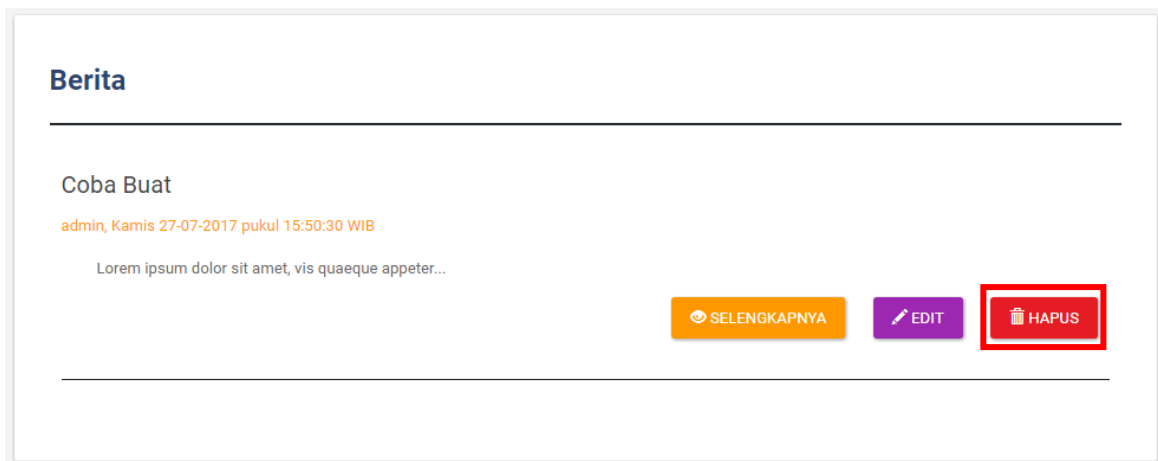 Berita
Coba Buat
admin, Kamis 27-07-2017 pukul 15:50:30 WIB
Lorem ipsum dolor sit amet, vis quaeque appeter...
SELENGKAPNYA EDIT HAPUS